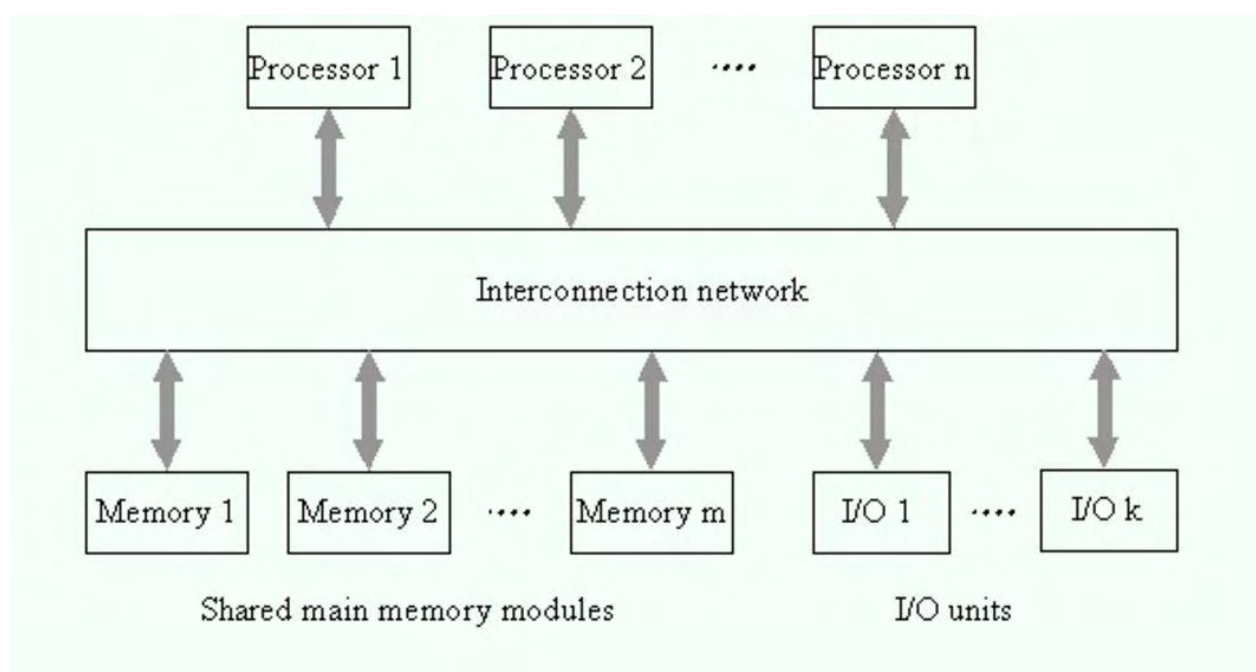 Processor 1 Processor 2 .... Processor n
Interconnection network
Memory 1 Memory 2 .... Memory m I/O 1 .... I/O k
Shared main memory modules I/O units